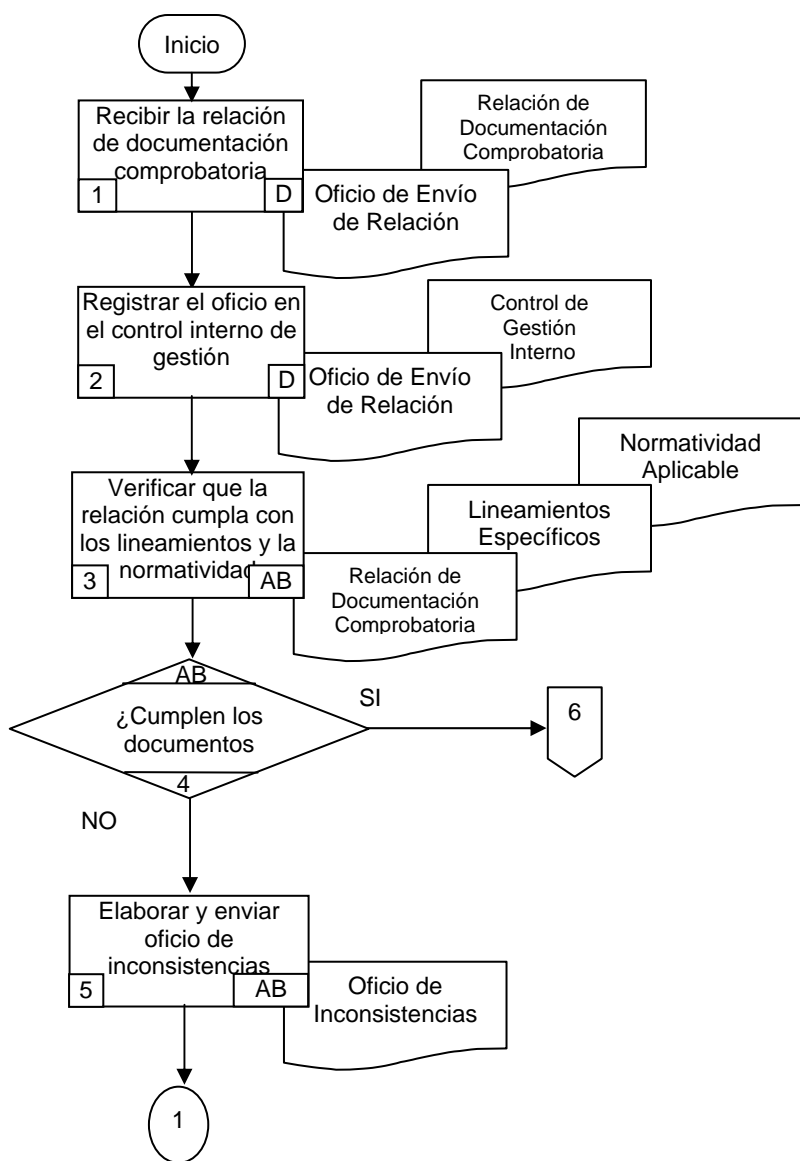 Inicio
Recibir la relación
de documentación
comprobatoria
1
D
Relación de
Documentación
Comprobatoria
Oficio de Envío
de Relación
Registrar el oficio en
el control interno de
gestión
2
D
Control de
Gestión
Interno
Oficio de Envío
de Relación
Verificar que la
relación cumpla con
los lineamientos y la
normatividad
3
AB
Normatividad
Aplicable
Lineamientos
Específicos
Relación de
Documentación
Comprobatoria
AB
¿Cumplen los
documentos
4
SI
6
NO
Elaborar y enviar
oficio de
inconsistencias
5
AB
Oficio de
Inconsistencias
1